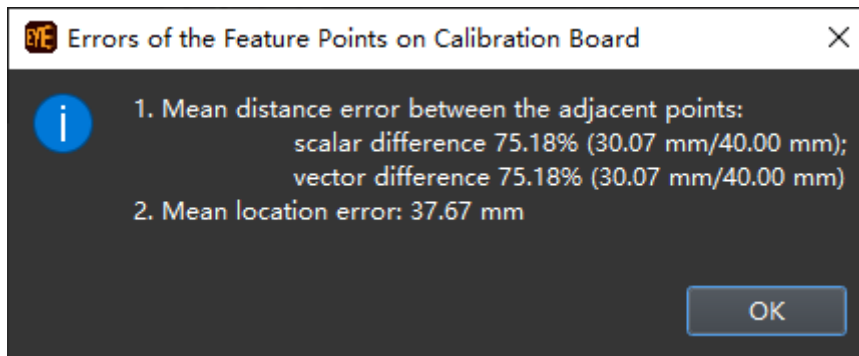 EYE Errors of the Feature Points on Calibration Board
1. Mean distance error between the adjacent points:
scalar difference 75.18% (30.07 mm/40.00 mm);
vector difference 75.18% (30.07 mm/40.00 mm)
2. Mean location error: 37.67 mm
OK